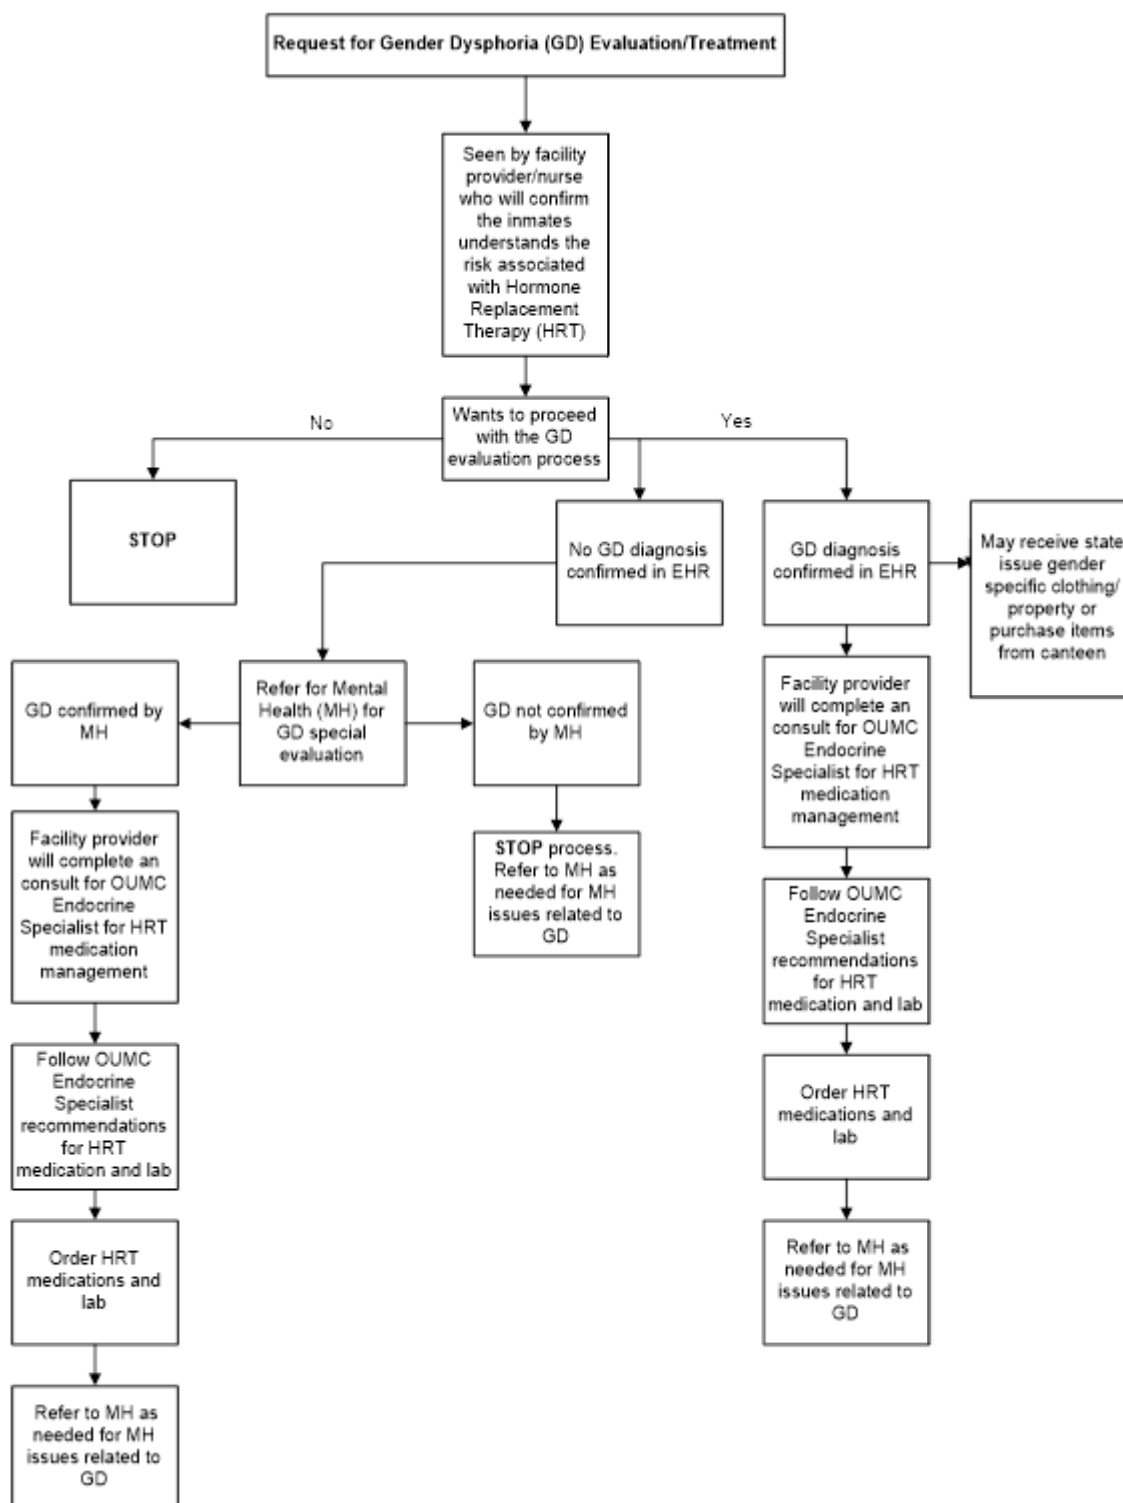 Request for Gender Dysphoria (GD) Evaluation/Treatment
Seen by facility
provider/nurse
who will confirm
the inmates
understands the
risk associated
with Hormone
Replacement
Therapy (HRT)
Wants to proceed
with the GD
evaluation process
No
Yes
STOP
No GD diagnosis
confirmed in EHR
GD diagnosis
confirmed in EHR
May receive state
issue gender
specific clothing/
property or
purchase items
from canteen
GD confirmed by
MH
Refer for Mental
Health (MH) for
GD special
evaluation
GD not confirmed
by MH
Facility provider
will complete an
consult for OUMC
Endocrine
Specialist for HRT
medication
management
Facility provider
will complete an
consult for OUMC
Endocrine
Specialist for HRT
medication
management
STOP process.
Refer to MH as
needed for MH
issues related to
GD
Follow OUMC
Endocrine
Specialist
recommendations
for HRT
medication and lab
Follow OUMC
Endocrine
Specialist
recommendations
for HRT
medication and lab
Order HRT
medications and
lab
Order HRT
medications and
lab
Refer to MH as
needed for MH
issues related to
GD
Refer to MH as
needed for MH
issues related to
GD